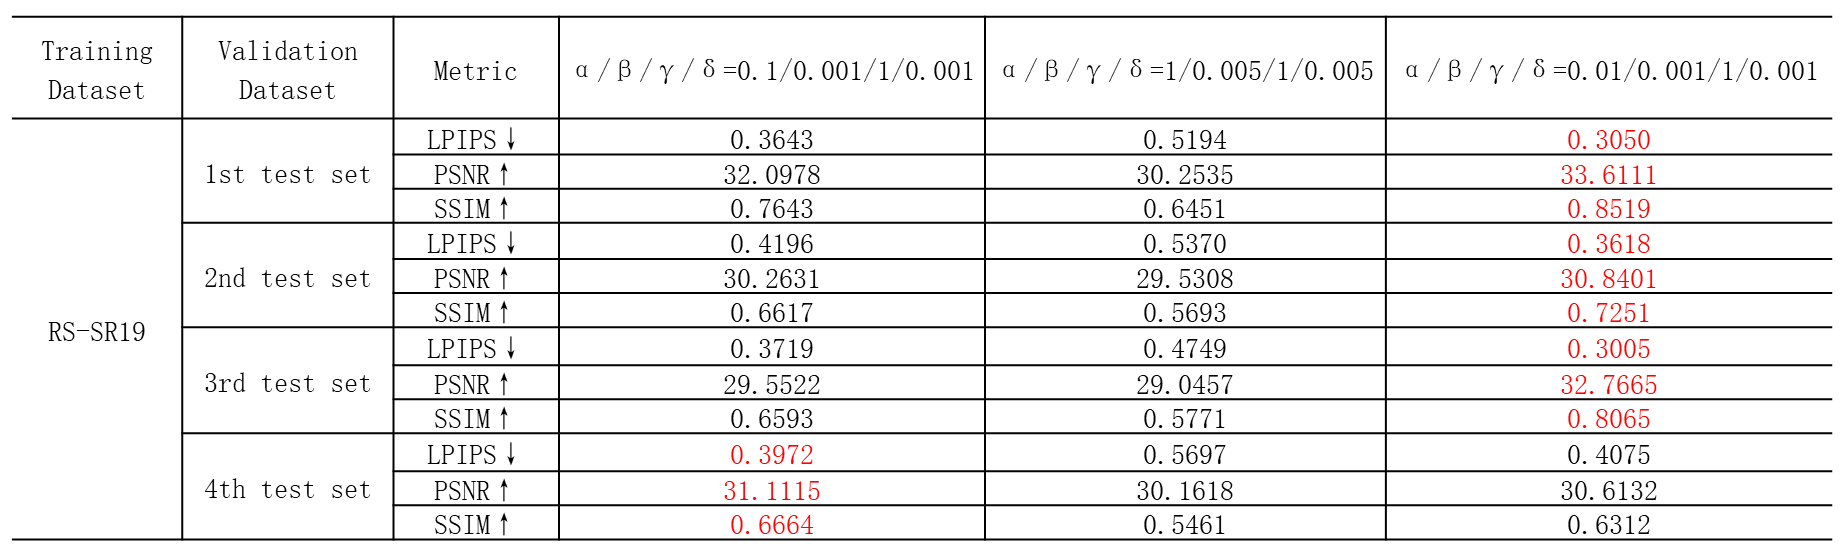 Training Dataset	Validation Dataset	Metric	α/β/γ/δ=0.1/0.001/1/0.001	α/β/γ/δ=1/0.005/1/0.005	α/β/γ/δ=0.01/0.001/1/0.001
RS-SR19	1st test set	LPIPS↓	0.3643	0.5194	0.3050
PSNR↑	32.0978	30.2535	33.6111
SSIM↑	0.7643	0.6451	0.8519
2nd test set	LPIPS↓	0.4196	0.5370	0.3618
PSNR↑	30.2631	29.5308	30.8401
SSIM↑	0.6617	0.5693	0.7251
3rd test set	LPIPS↓	0.3719	0.4749	0.3005
PSNR↑	29.5522	29.0457	32.7665
SSIM↑	0.6593	0.5771	0.8065
4th test set	LPIPS↓	0.3972	0.5697	0.4075
PSNR↑	31.1115	30.1618	30.6132
SSIM↑	0.6664	0.5461	0.6312